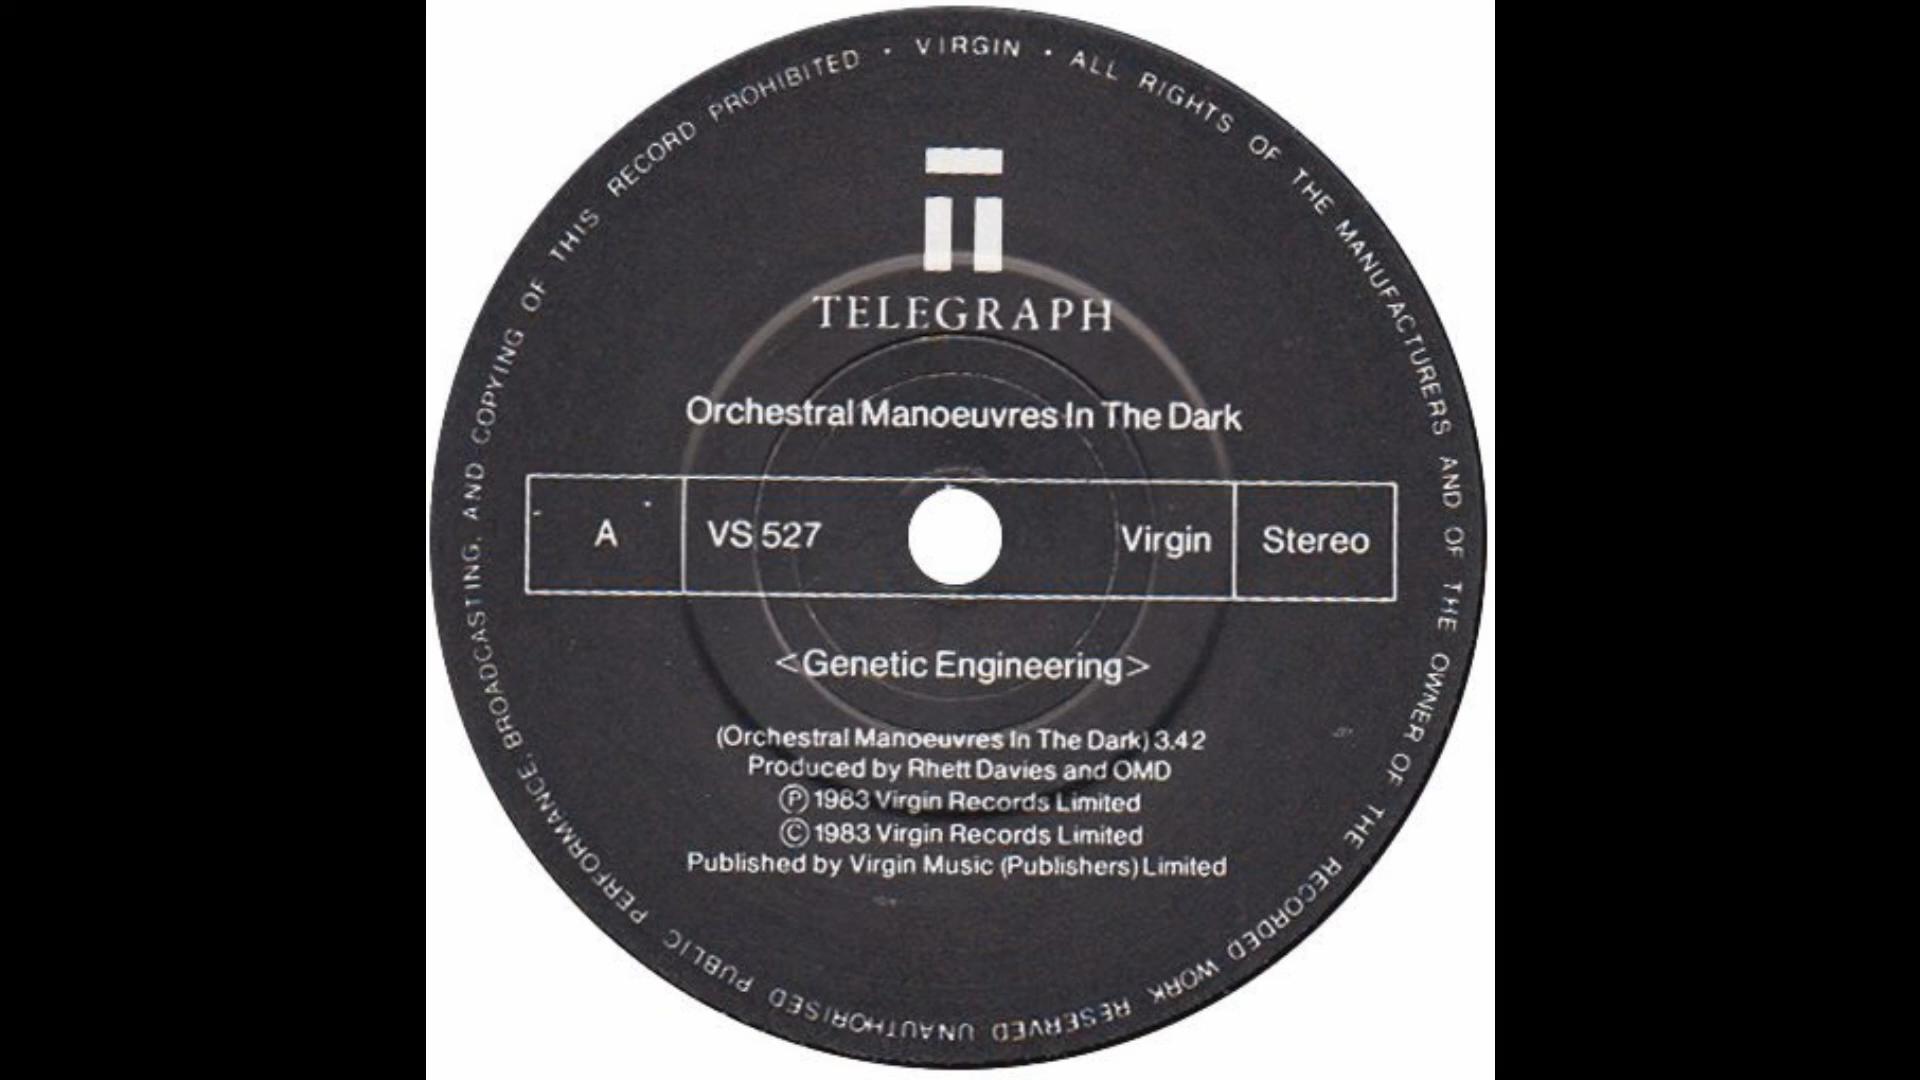 VIRGIN · ALL RIGHTS OF THE MANUFACTURERS AND OF THE OWNER OF THE RECORDED WORK RESERVED UNAUTHORISED PUBLIC PERFORMANCE, BROADCASTING, AND COPYING OF THIS RECORD PROHIBITED ·
TELEGRAPH
Orchestral Manoeuvres In The Dark
A VS 527 Virgin Stereo
<Genetic Engineering>
(Orchestral Manoeuvres In The Dark) 3.42
Produced by Rhett Davies and OMD
Ⓟ 1983 Virgin Records Limited
© 1983 Virgin Records Limited
Published by Virgin Music (Publishers) Limited